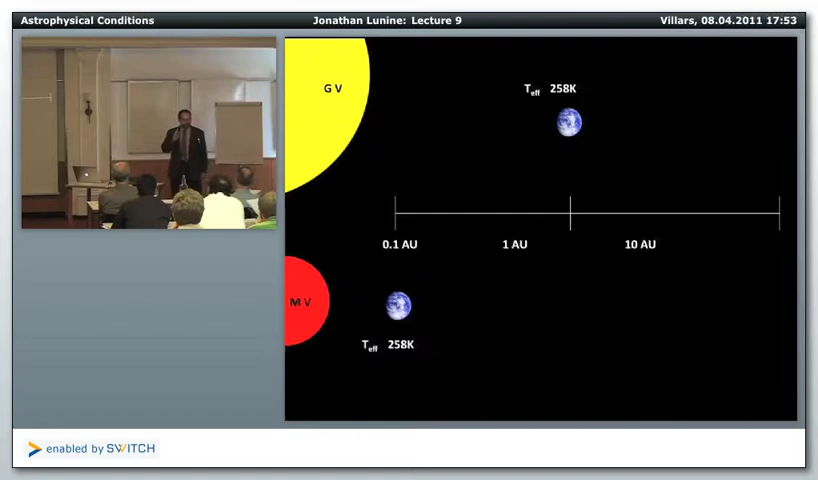 Astrophysical Conditions
Jonathan Lunine: Lecture 9
Villars, 08.04.2011 17:53
G V
Teff 258K
0.1 AU 1 AU 10 AU
M V
Teff 258K
enabled by SWITCH